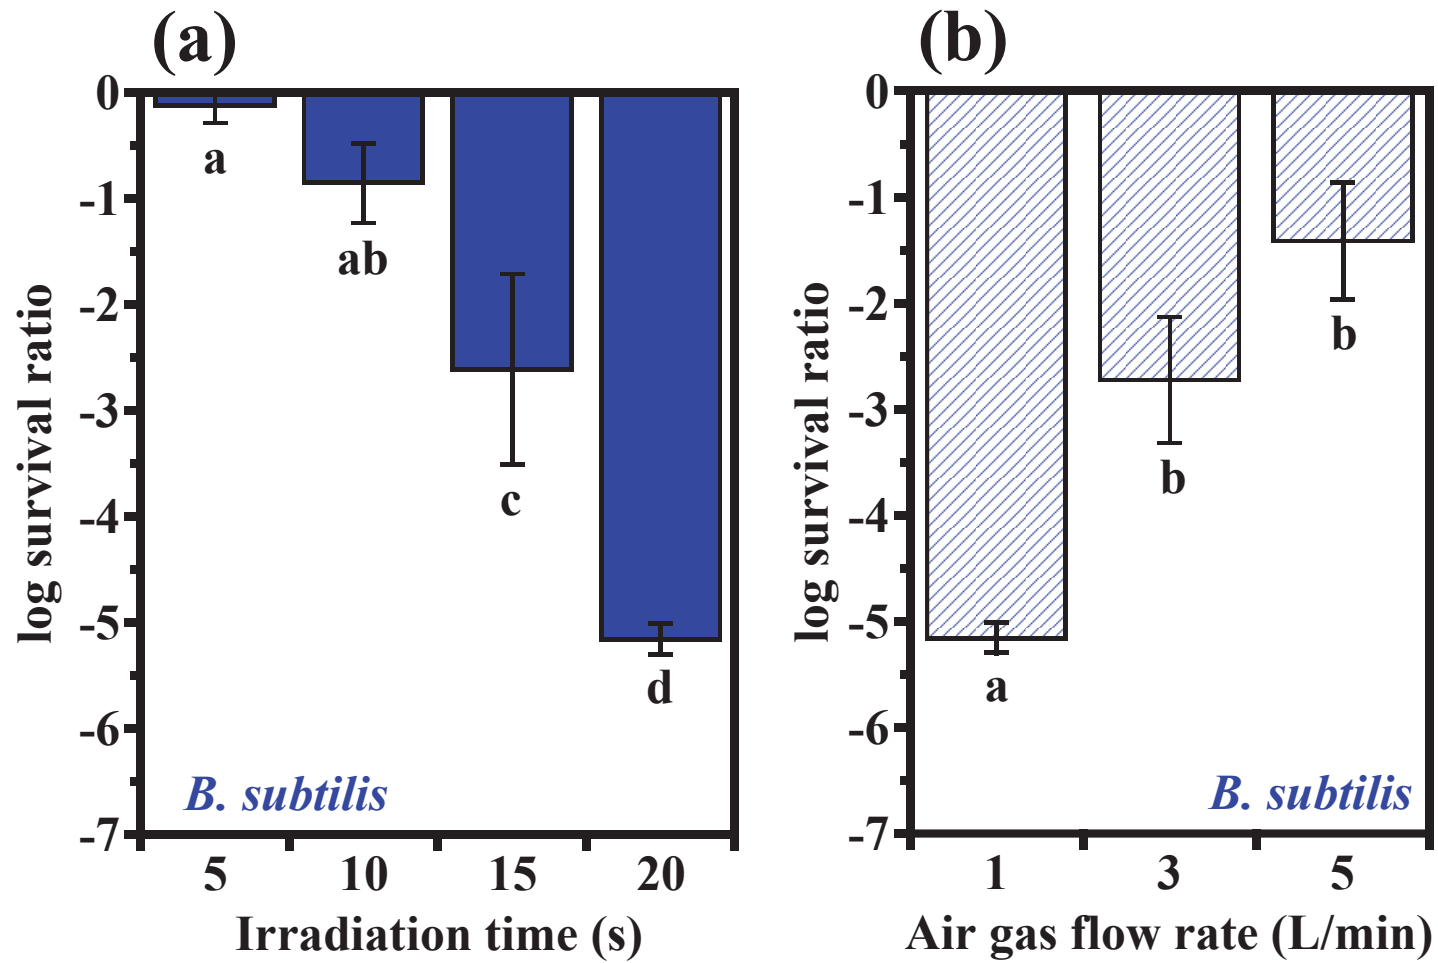 (a)
0
-1
-2
-3
-4
-5
-6
-7
log survival ratio
a
ab
c
d
B. subtilis
5 10 15 20
Irradiation time (s)
(b)
0
-1
-2
-3
-4
-5
-6
-7
log survival ratio
a
b
b
B. subtilis
1 3 5
Air gas flow rate (L/min)